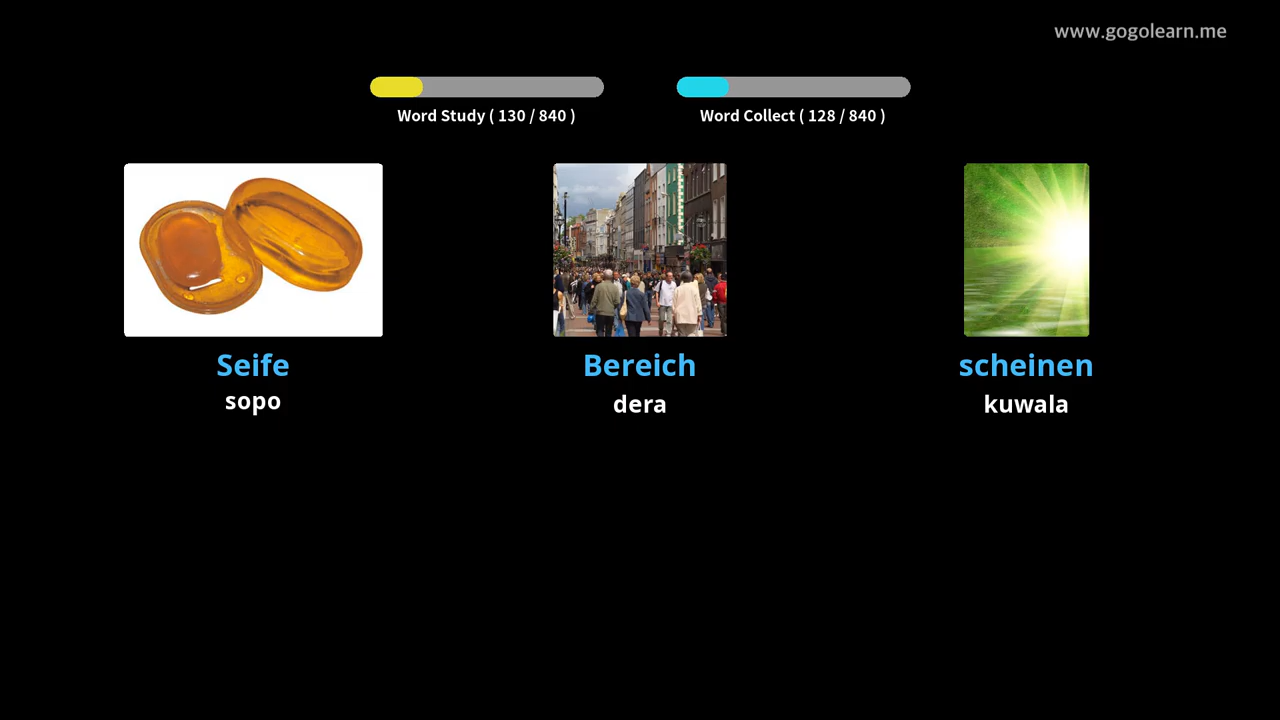 www.gogolearn.me
Word Study ( 130 / 840 )
Word Collect ( 128 / 840 )
Seife
Bereich
scheinen
sopo
dera
kuwala